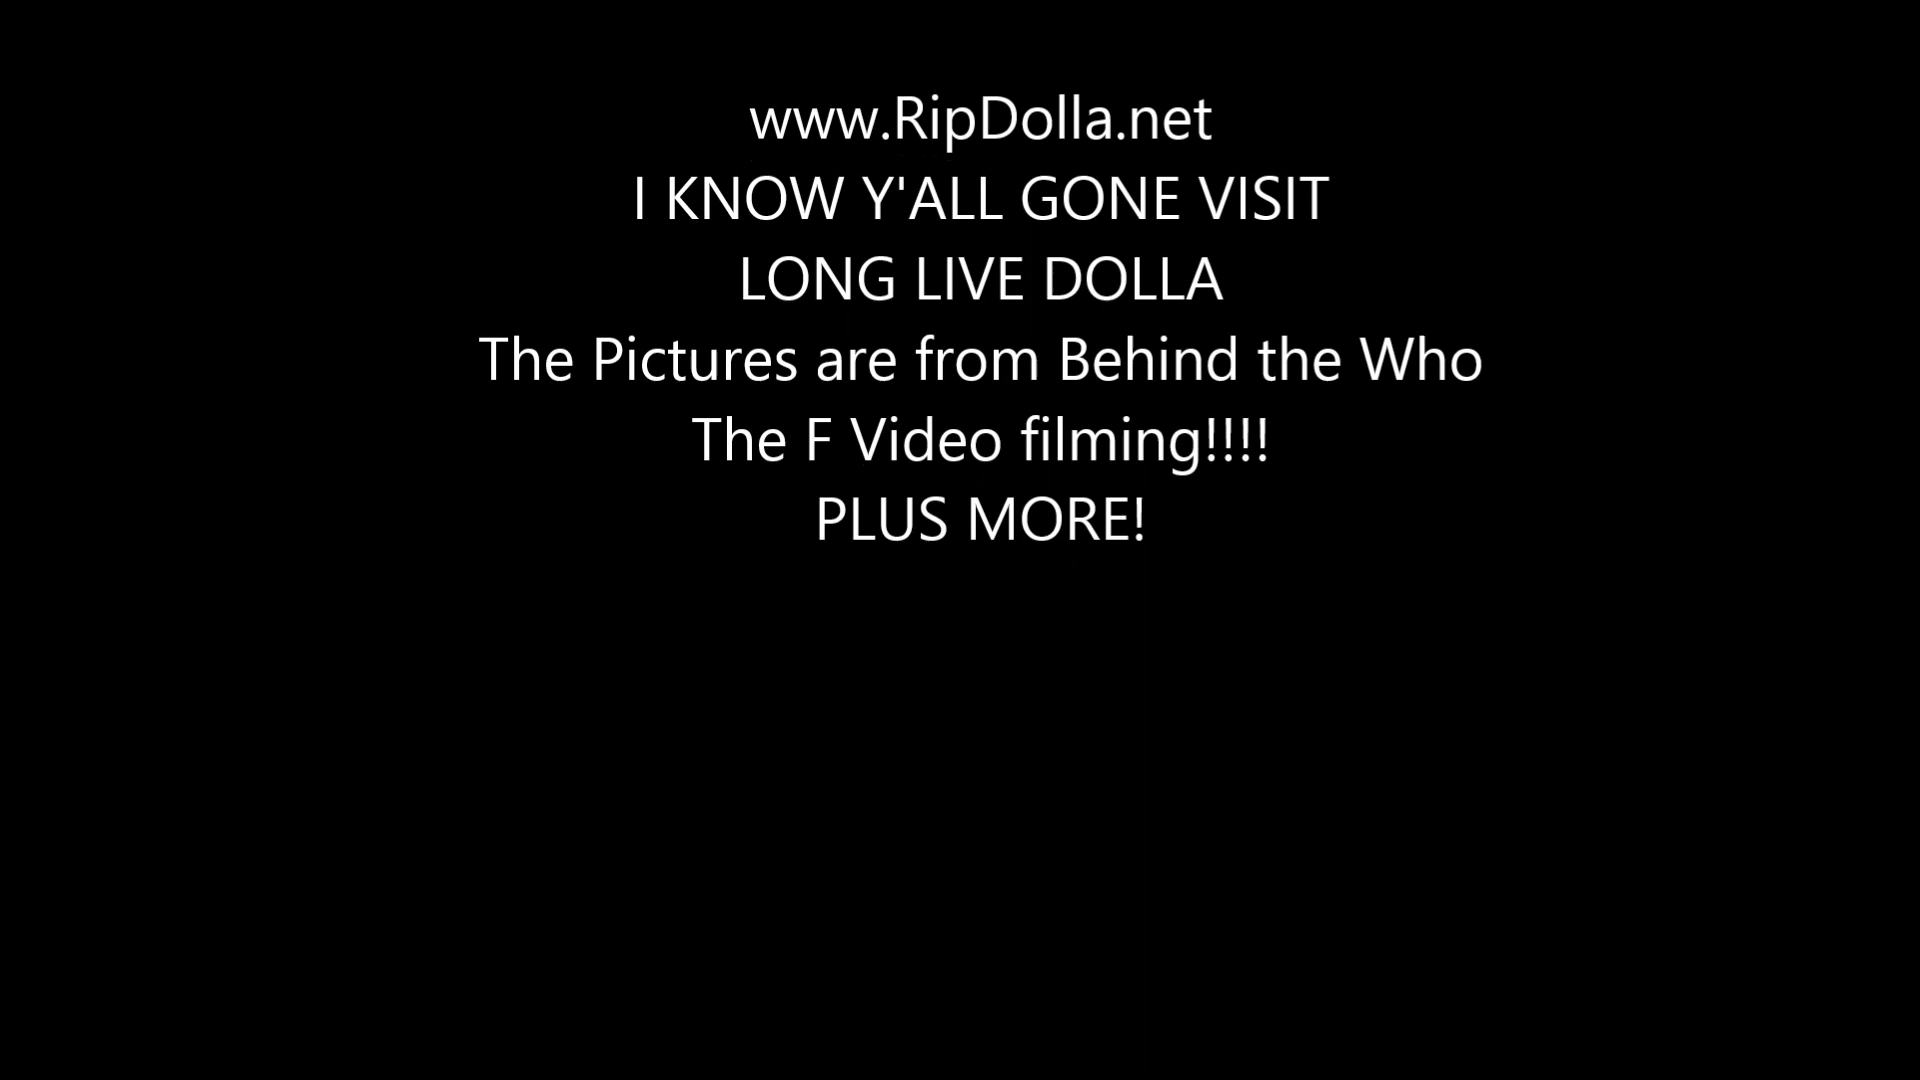 www.RipDolla.net
I KNOW Y'ALL GONE VISIT
LONG LIVE DOLLA
The Pictures are from Behind the Who
The F Video filming!!!!
PLUS MORE!